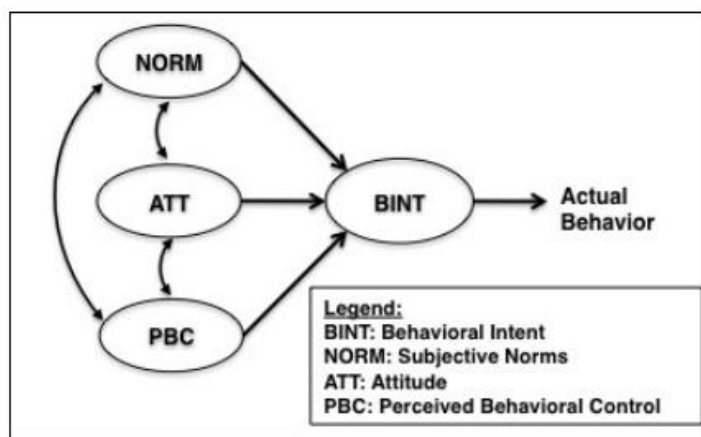 NORM
ATT
BINT
Actual
Behavior
PBC
Legend:
BINT: Behavioral Intent
NORM: Subjective Norms
ATT: Attitude
PBC: Perceived Behavioral Control